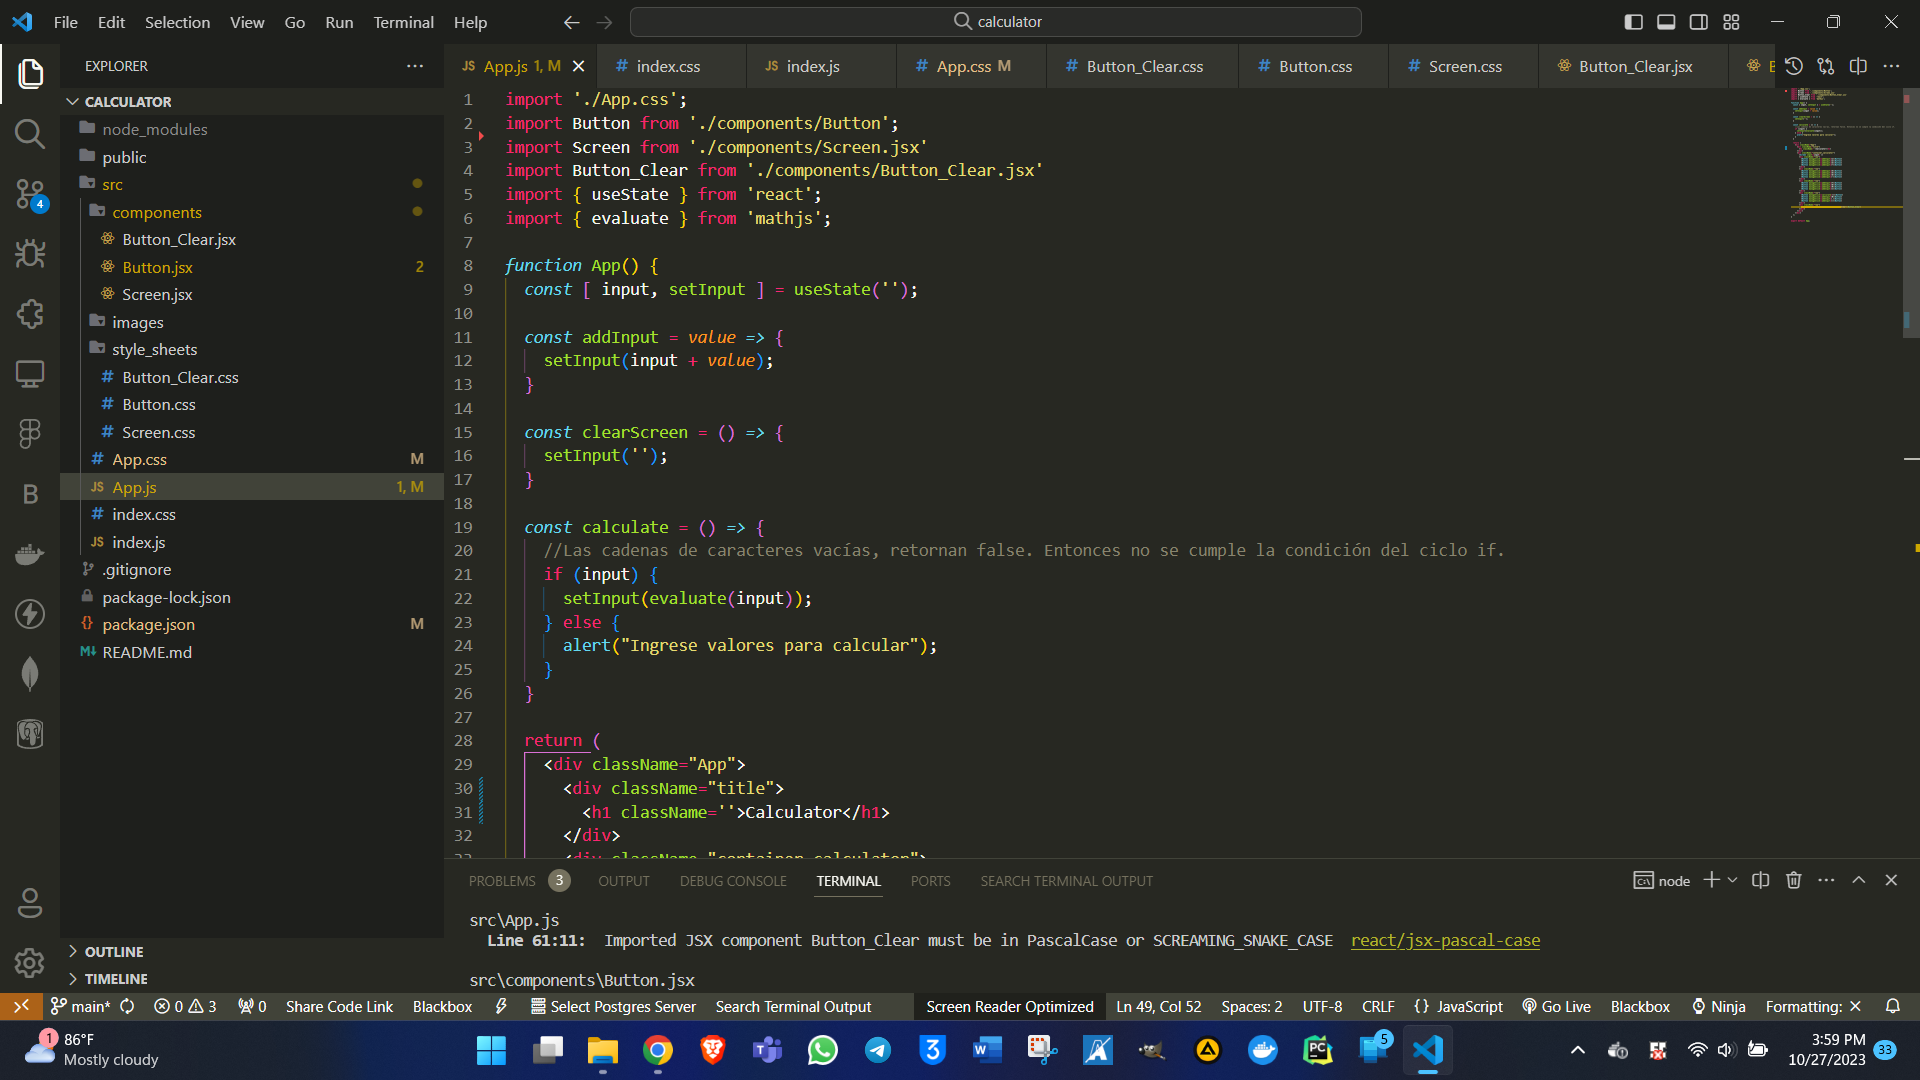 File Edit Selection View Go Run Terminal Help
calculator
EXPLORER
App.js 1, M
index.css
index.js
App.css M
Button_Clear.css
Button.css
Screen.css
Button_Clear.jsx
CALCULATOR
node_modules
public
src
components
Button_Clear.jsx
Button.jsx 2
Screen.jsx
images
style_sheets
Button_Clear.css
Button.css
Screen.css
App.css M
App.js 1, M
index.css
index.js
.gitignore
package-lock.json
package.json M
README.md
OUTLINE
TIMELINE
4
1 import './App.css';
2 import Button from './components/Button';
3 import Screen from './components/Screen.jsx'
4 import Button_Clear from './components/Button_Clear.jsx'
5 import { useState } from 'react';
6 import { evaluate } from 'mathjs';
7
8 function App() {
9 const [ input, setInput ] = useState('');
10
11 const addInput = value => {
12 setInput(input + value);
13 }
14
15 const clearScreen = () => {
16 setInput('');
17 }
18
19 const calculate = () => {
20 //Las cadenas de caracteres vacías, retornan false. Entonces no se cumple la condición del ciclo if.
21 if (input) {
22 setInput(evaluate(input));
23 } else {
24 alert("Ingrese valores para calcular");
25 }
26 }
27
28 return (
29 <div className="App">
30 <div className="title">
31 <h1 className=''>Calculator</h1>
32 </div>
33 <div className="container-calculator">
PROBLEMS 3 OUTPUT DEBUG CONSOLE TERMINAL PORTS SEARCH TERMINAL OUTPUT
node
src\App.js
Line 61:11: Imported JSX component Button_Clear must be in PascalCase or SCREAMING_SNAKE_CASE react/jsx-pascal-case
src\components\Button.jsx
main* 0 3 0 Share Code Link Blackbox Select Postgres Server Search Terminal Output Screen Reader Optimized Ln 49, Col 52 Spaces: 2 UTF-8 CRLF {} JavaScript Go Live Blackbox Ninja Formatting: ✕
1
86°F
Mostly cloudy
5
3:59 PM
10/27/2023
33